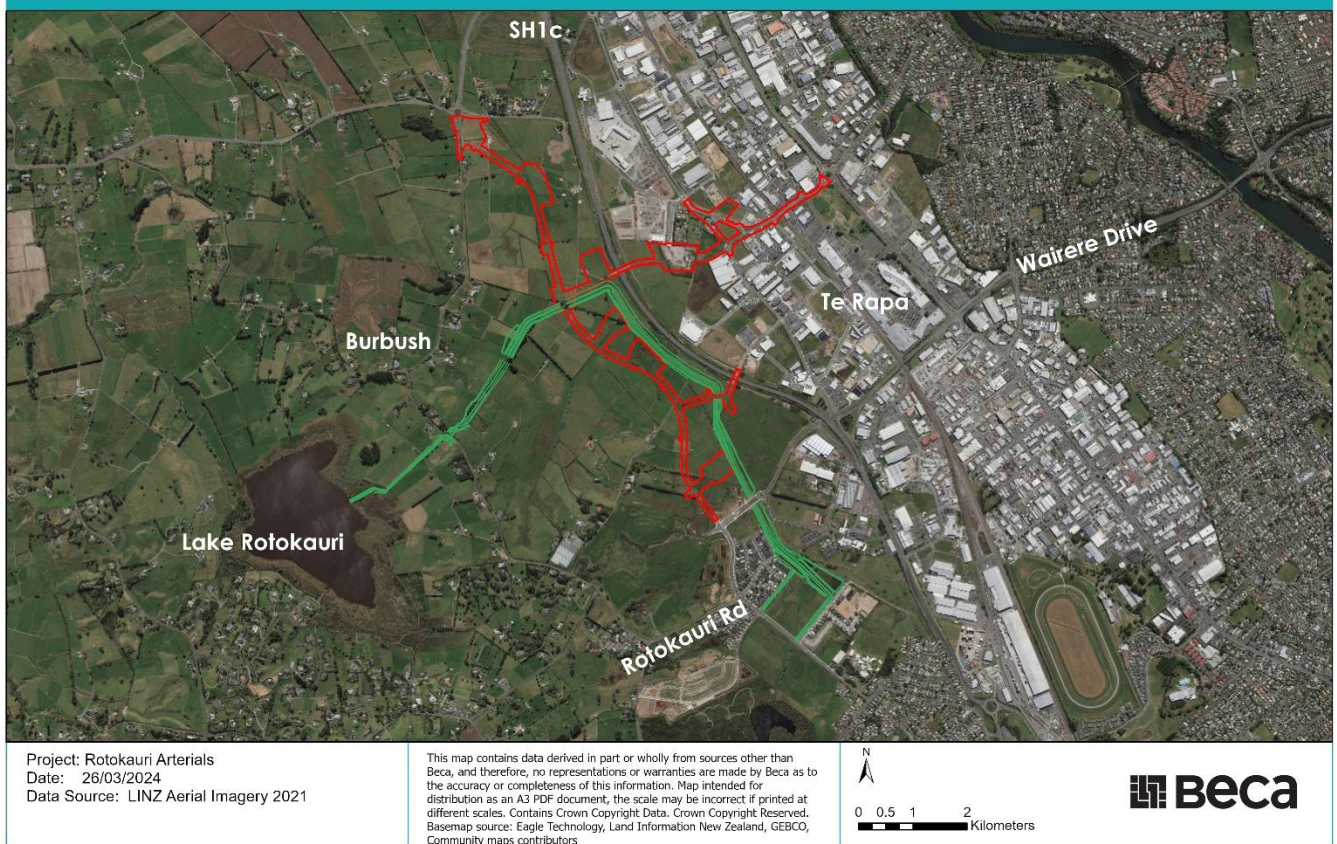 SH1c
Wairere Drive
Te Rapa
Burbush
Lake Rotokauri
Rotokauri Rd
Project: Rotokauri Arterials
Date: 26/03/2024
Data Source: LINZ Aerial Imagery 2021
This map contains data derived in part or wholly from sources other than
Beca, and therefore, no representations or warranties are made by Beca as to
the accuracy or completeness of this information. Map intended for
distribution as an A3 PDF document, the scale may be incorrect if printed at
different scales. Contains Crown Copyright Data. Crown Copyright Reserved.
Basemap source: Eagle Technology, Land Information New Zealand, GEBCO,
Community maps contributors
N
0 0.5 1 2
Kilometers
Beca